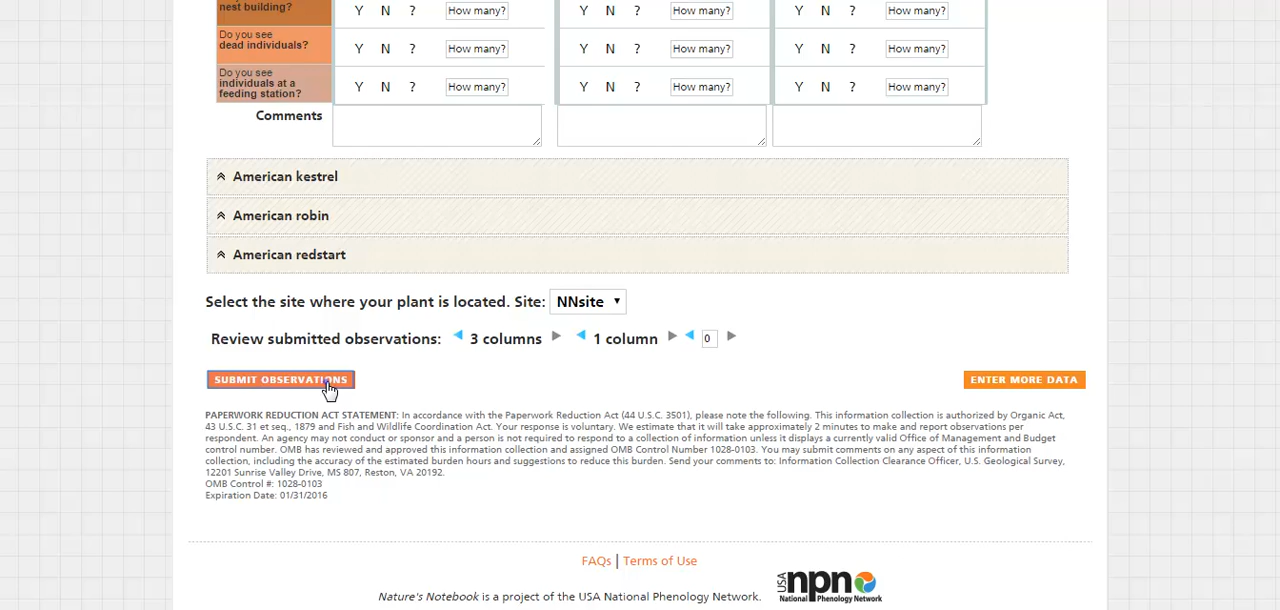 nest building?
Y N ? How many? Y N ? How many? Y N ? How many?
Do you see
dead individuals?
Y N ? How many? Y N ? How many? Y N ? How many?
Do you see
individuals at a
feeding station?
Y N ? How many? Y N ? How many? Y N ? How many?
Comments
American kestrel
American robin
American redstart
Select the site where your plant is located. Site: NNsite
Review submitted observations: 3 columns 1 column 0
SUBMIT OBSERVATIONS ENTER MORE DATA
PAPERWORK REDUCTION ACT STATEMENT: In accordance with the Paperwork Reduction Act (44 U.S.C. 3501), please note the following. This information collection is authorized by Organic Act,
43 U.S.C. 31 et seq., 1879 and Fish and Wildlife Coordination Act. Your response is voluntary. We estimate that it will take approximately 2 minutes to make and report observations per
respondent. An agency may not conduct or sponsor and a person is not required to respond to a collection of information unless it displays a currently valid Office of Management and Budget
control number. OMB has reviewed and approved this information collection and assigned OMB Control Number 1028-0103. You may submit comments on any aspect of this information
collection, including the accuracy of the estimated burden hours and suggestions to reduce this burden. Send your comments to: Information Collection Clearance Officer, U.S. Geological Survey,
12201 Sunrise Valley Drive, MS 807, Reston, VA 20192.
OMB Control #: 1028-0103
Expiration Date: 01/31/2016
FAQs | Terms of Use
Nature's Notebook is a project of the USA National Phenology Network.
USA npn
National Phenology Network